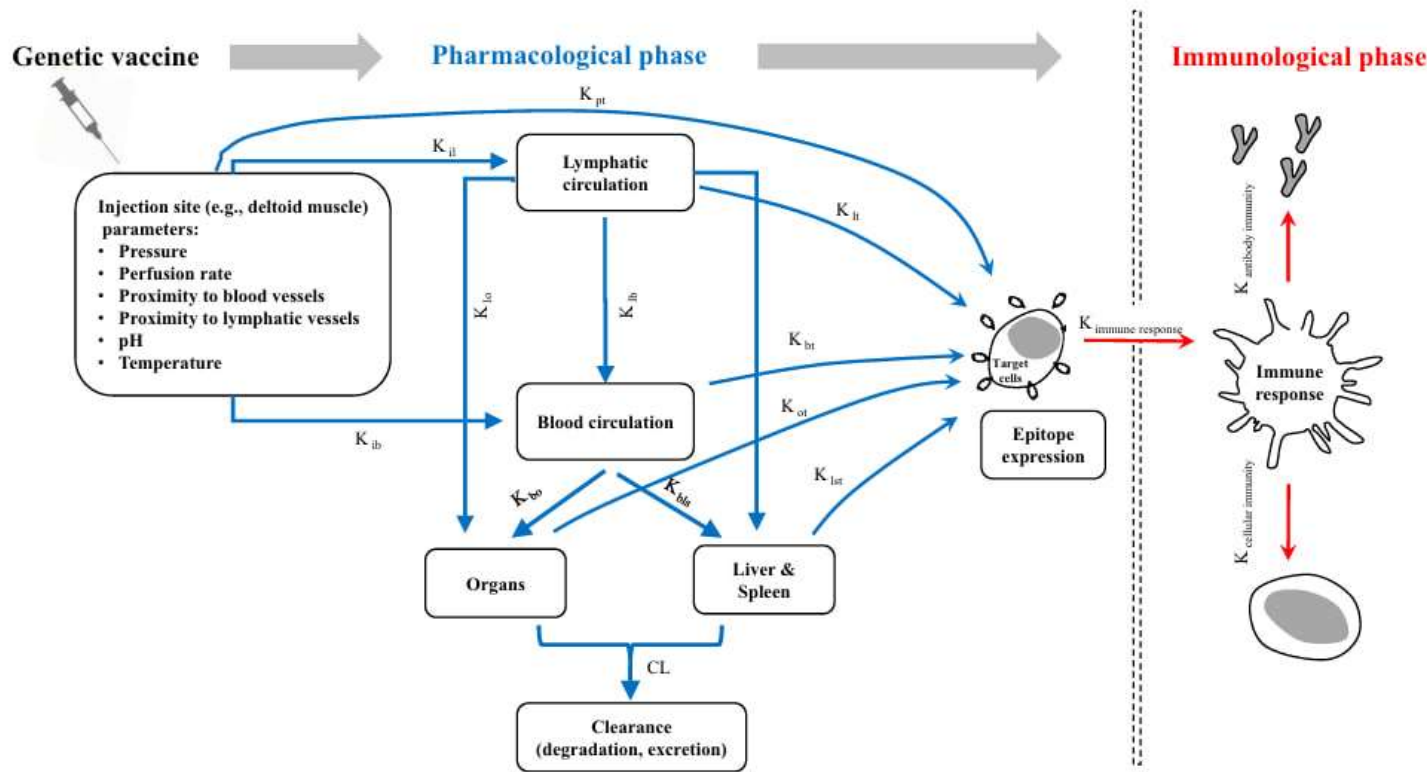 Genetic vaccine
Pharmacological phase
Immunological phase
K pt
K il
Lymphatic
circulation
Injection site (e.g., deltoid muscle)
parameters:
• Pressure
• Perfusion rate
• Proximity to blood vessels
• Proximity to lymphatic vessels
• pH
• Temperature
K lt
K lo
K lb
K antibody immunity
K bt
Target
cells
K immune response
Immune
response
Blood circulation
K ib
K ot
Epitope
expression
K bo
K bls
K lst
K cellular immunity
Organs
Liver &
Spleen
CL
Clearance
(degradation, excretion)